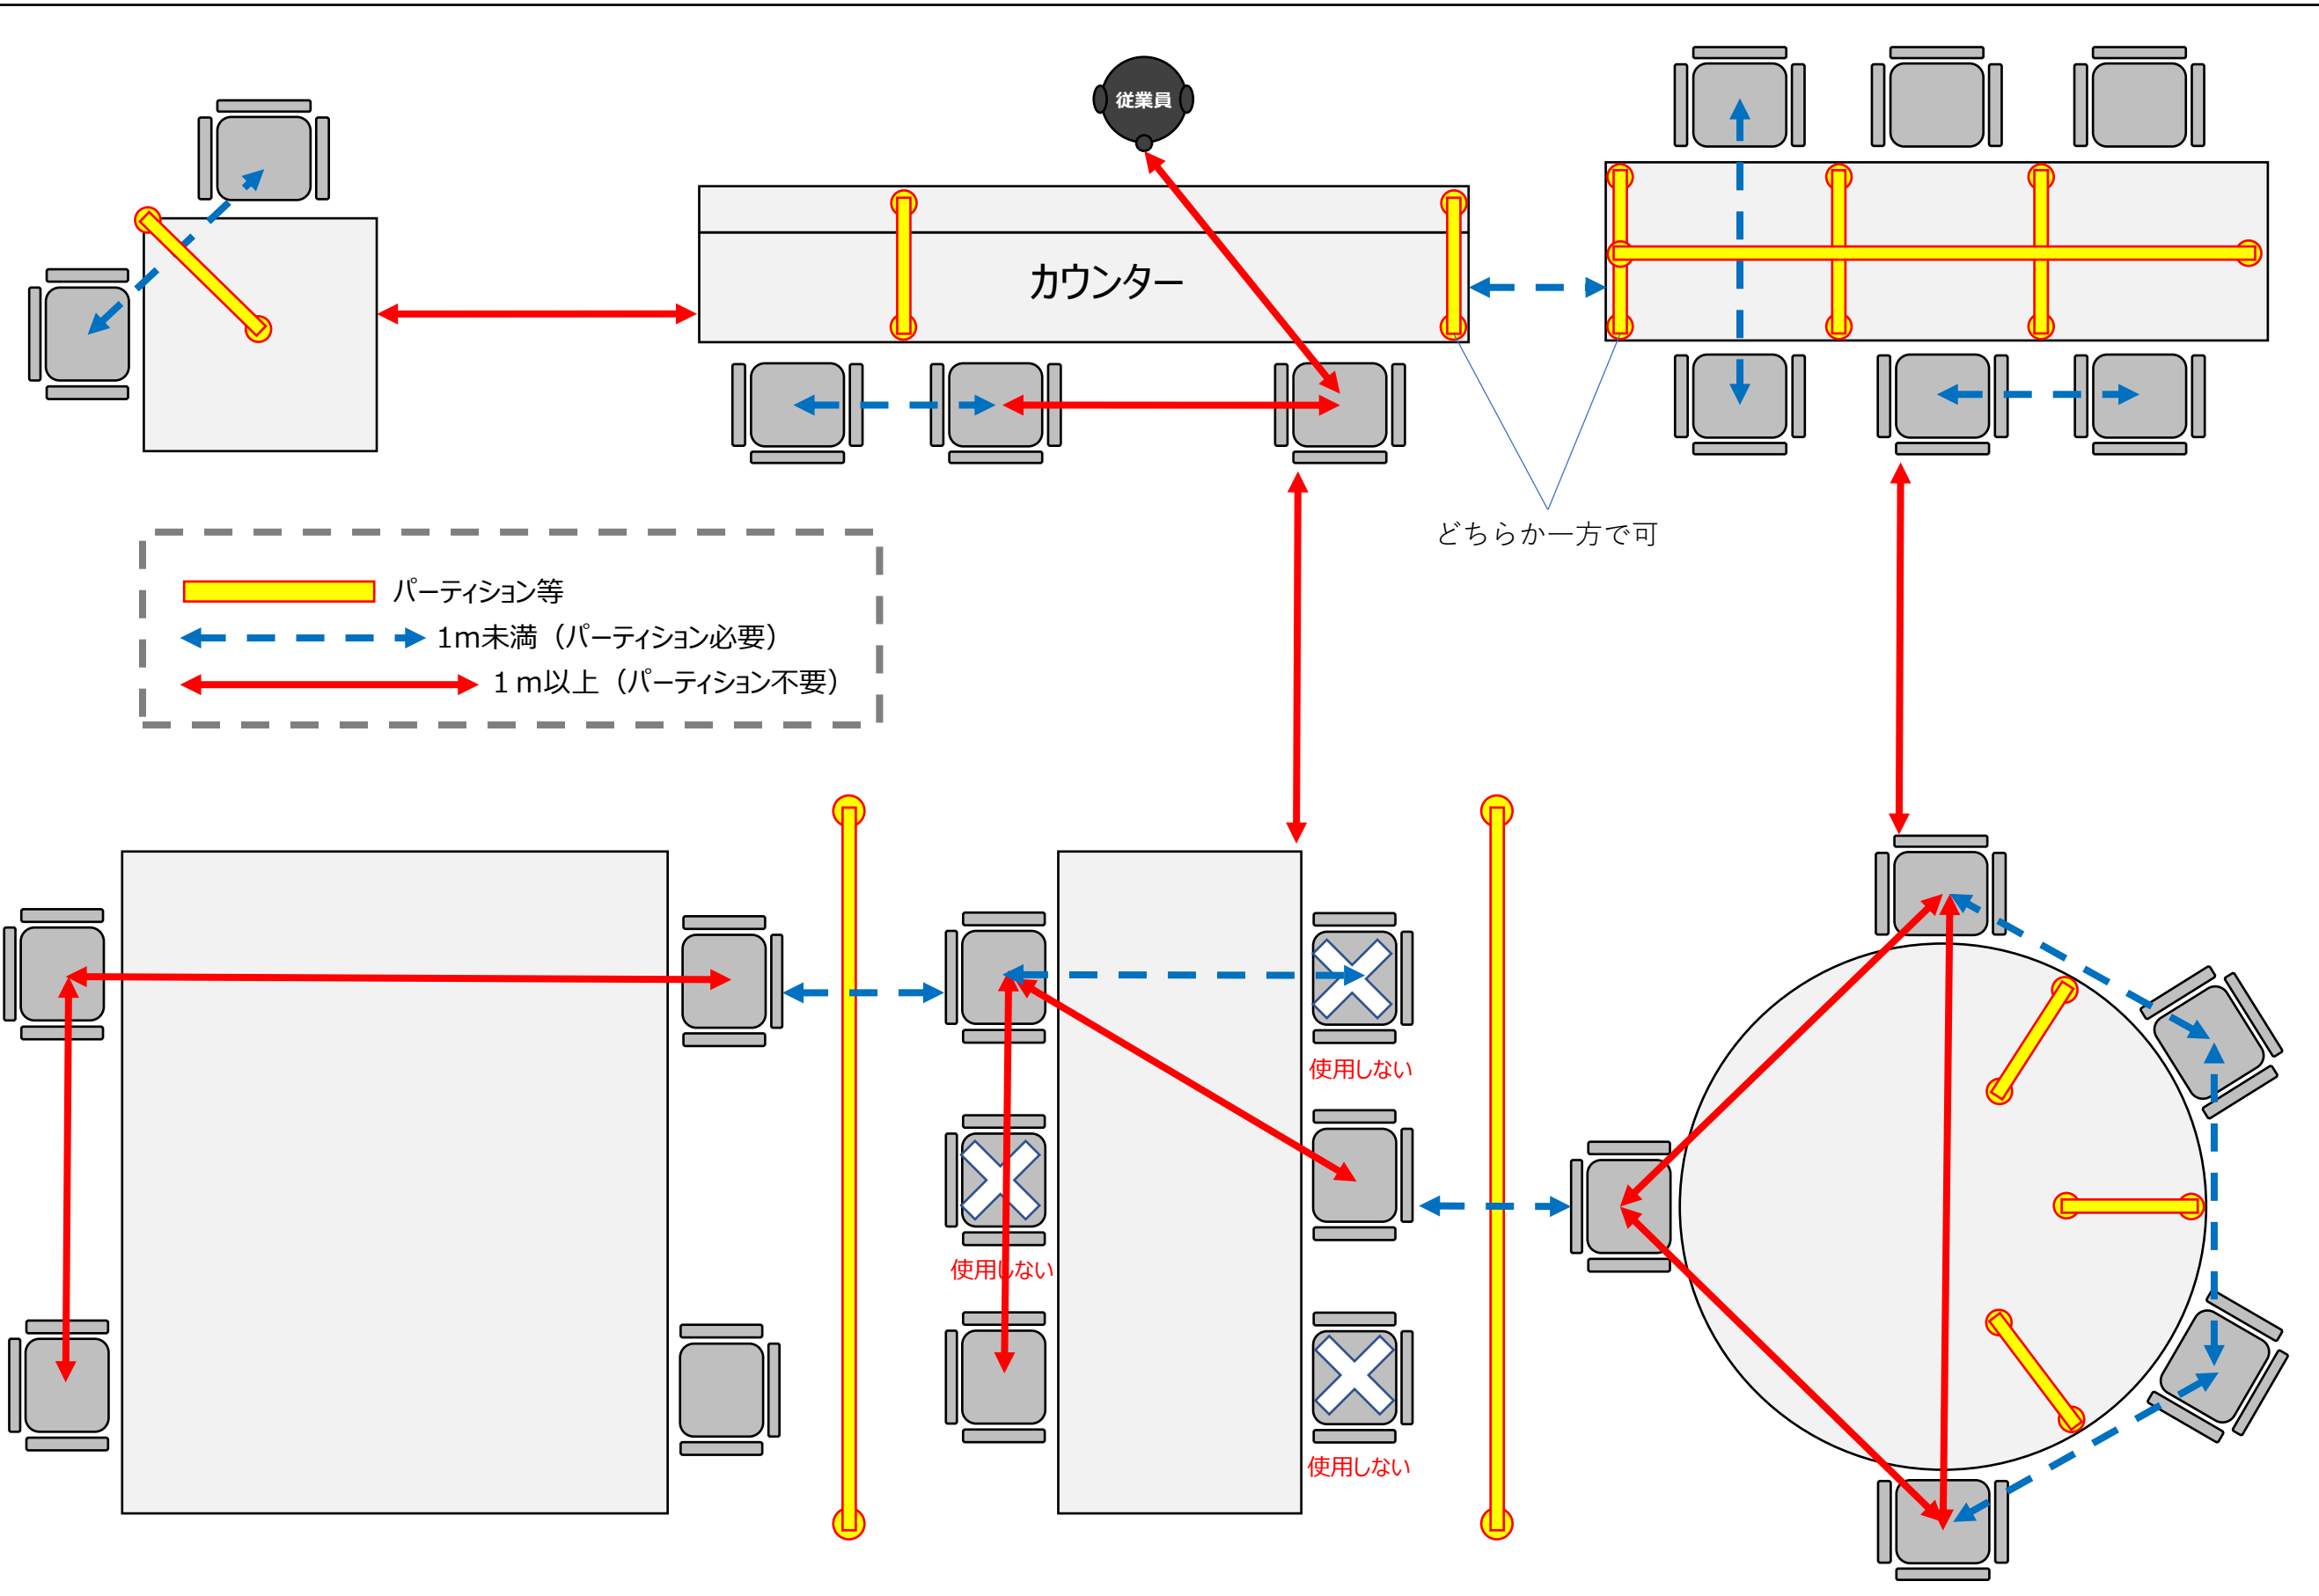 従業員
カウンター
どちらか一方で可
パーティション等
1m未満（パーティション必要）
1m以上（パーティション不要）
使用しない
使用しない
使用しない